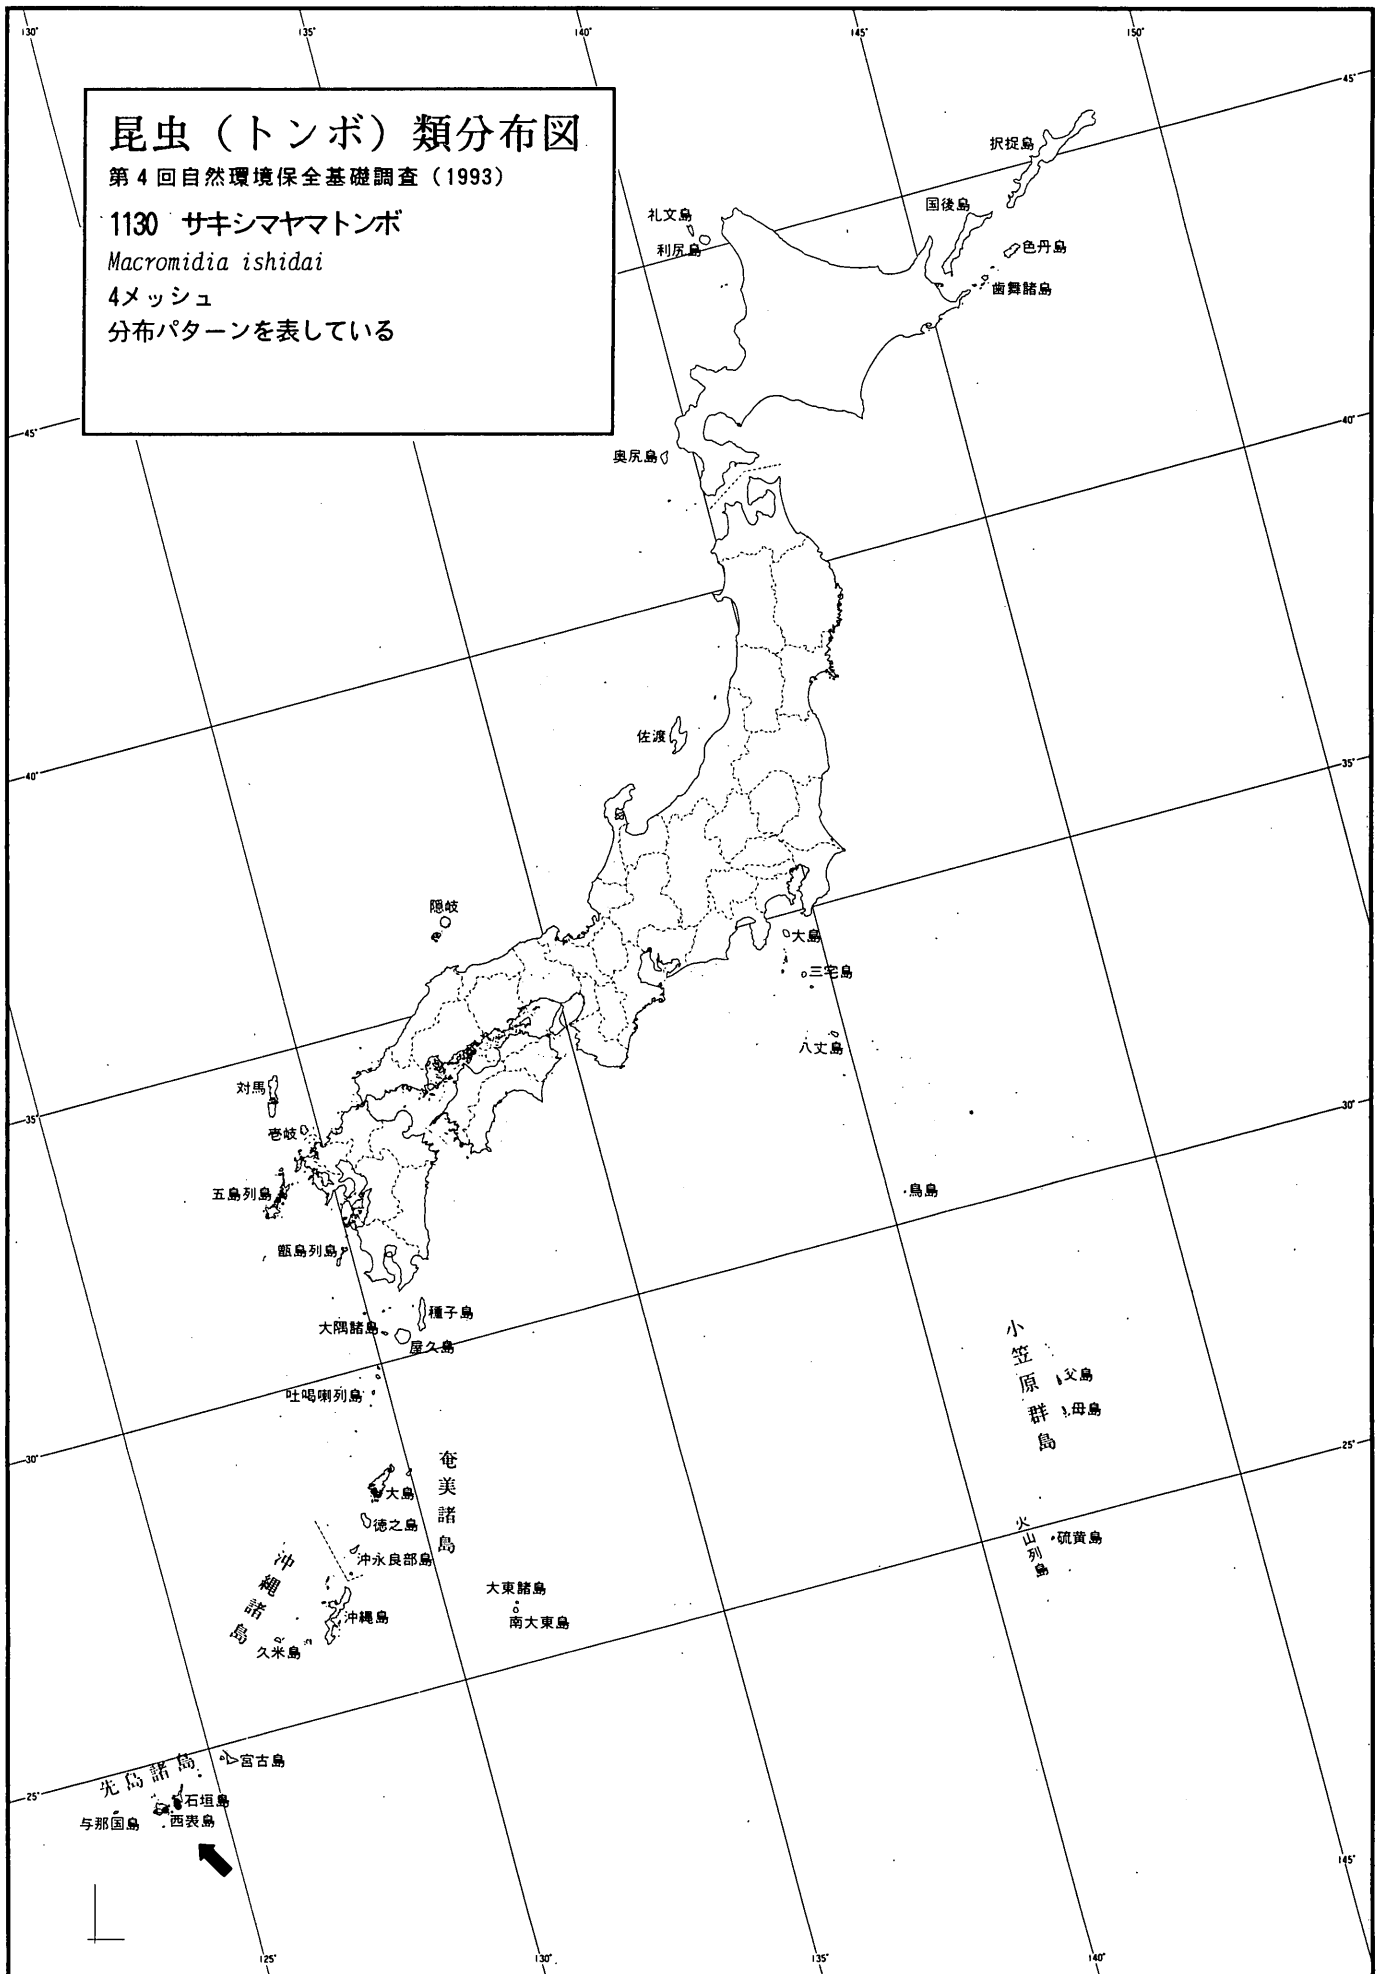 130°
135°
140°
145°
150°
45°
昆虫（トンボ）類分布図
第4回自然環境保全基礎調査（1993）
1130 サキシマヤマトンボ
Macromidia ishidai
4メッシュ
分布パターンを表している
択捉島
国後島
礼文島
利尻島
色丹島
歯舞諸島
45°
40°
奥尻島
佐渡
40°
35°
隠岐
大島
三宅島
八丈島
対馬
35°
壱岐
30°
五島列島
鳥島
甑島列島
種子島
大隅諸島
屋久島
小笠原群島
父島
吐喝喇列島
母島
30°
25°
奄美諸島
大島
徳之島
火山列島
硫黄島
沖永良部島
沖縄諸島
大東諸島
沖縄島
南大東島
久米島
先島諸島
宮古島
25°
石垣島
与那国島
西表島
145°
125°
130°
135°
140°